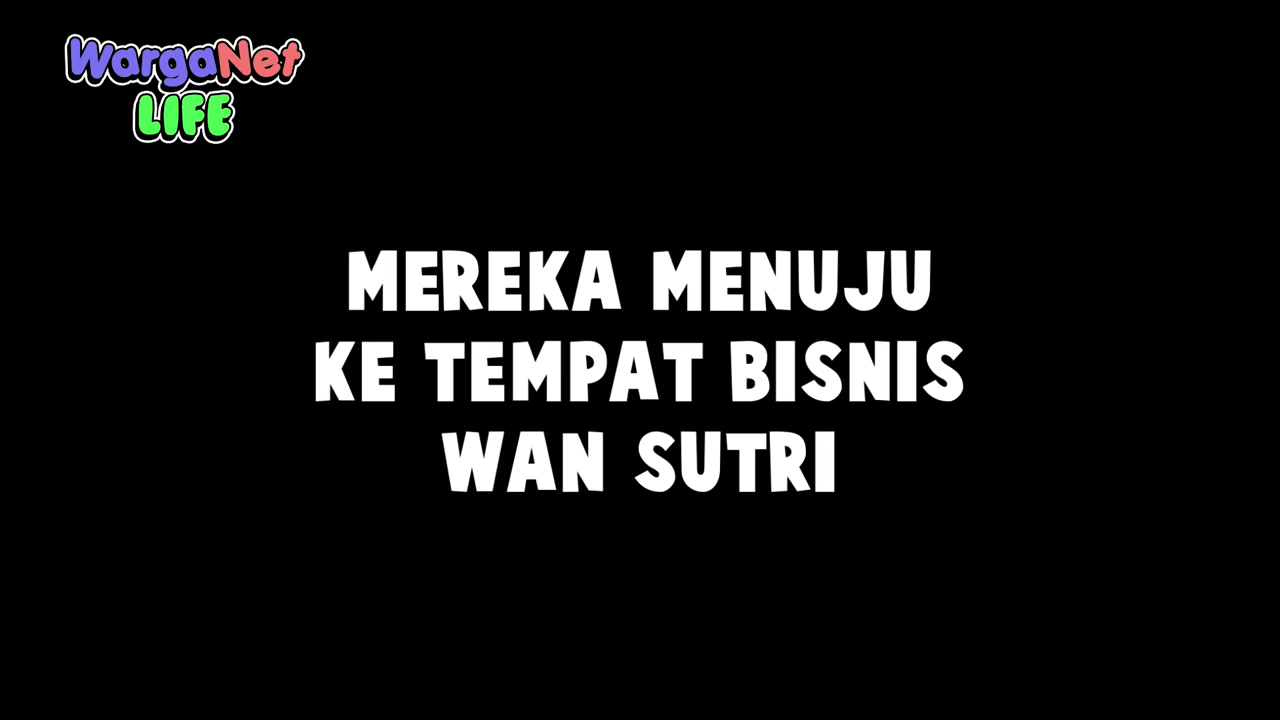 WargaNet
LIFE
MEREKA MENUJU
KE TEMPAT BISNIS
WAN SUTRI